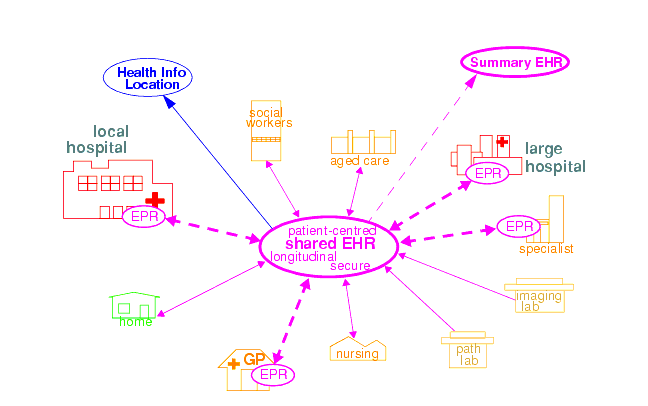 Health Info
Location
Summary EHR
social
workers
local
hospital
aged care
large
hospital
EPR
EPR
EPR
specialist
patient-centred
shared EHR
longitudinal
secure
imaging
lab
home
nursing
path
lab
GP
EPR